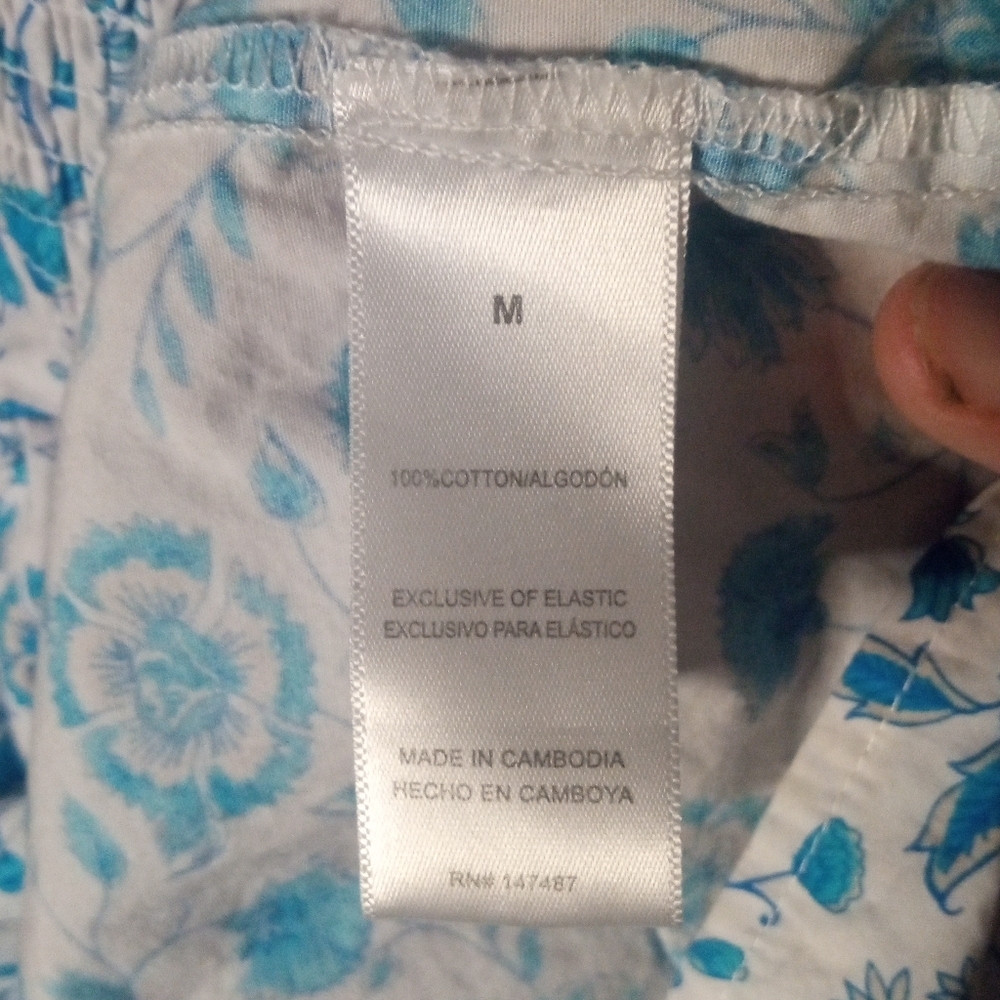 M
100%COTTON/ALGODÓN
EXCLUSIVE OF ELASTIC
EXCLUSIVO PARA ELÁSTICO
MADE IN CAMBODIA
HECHO EN CAMBOYA
RN# 147487